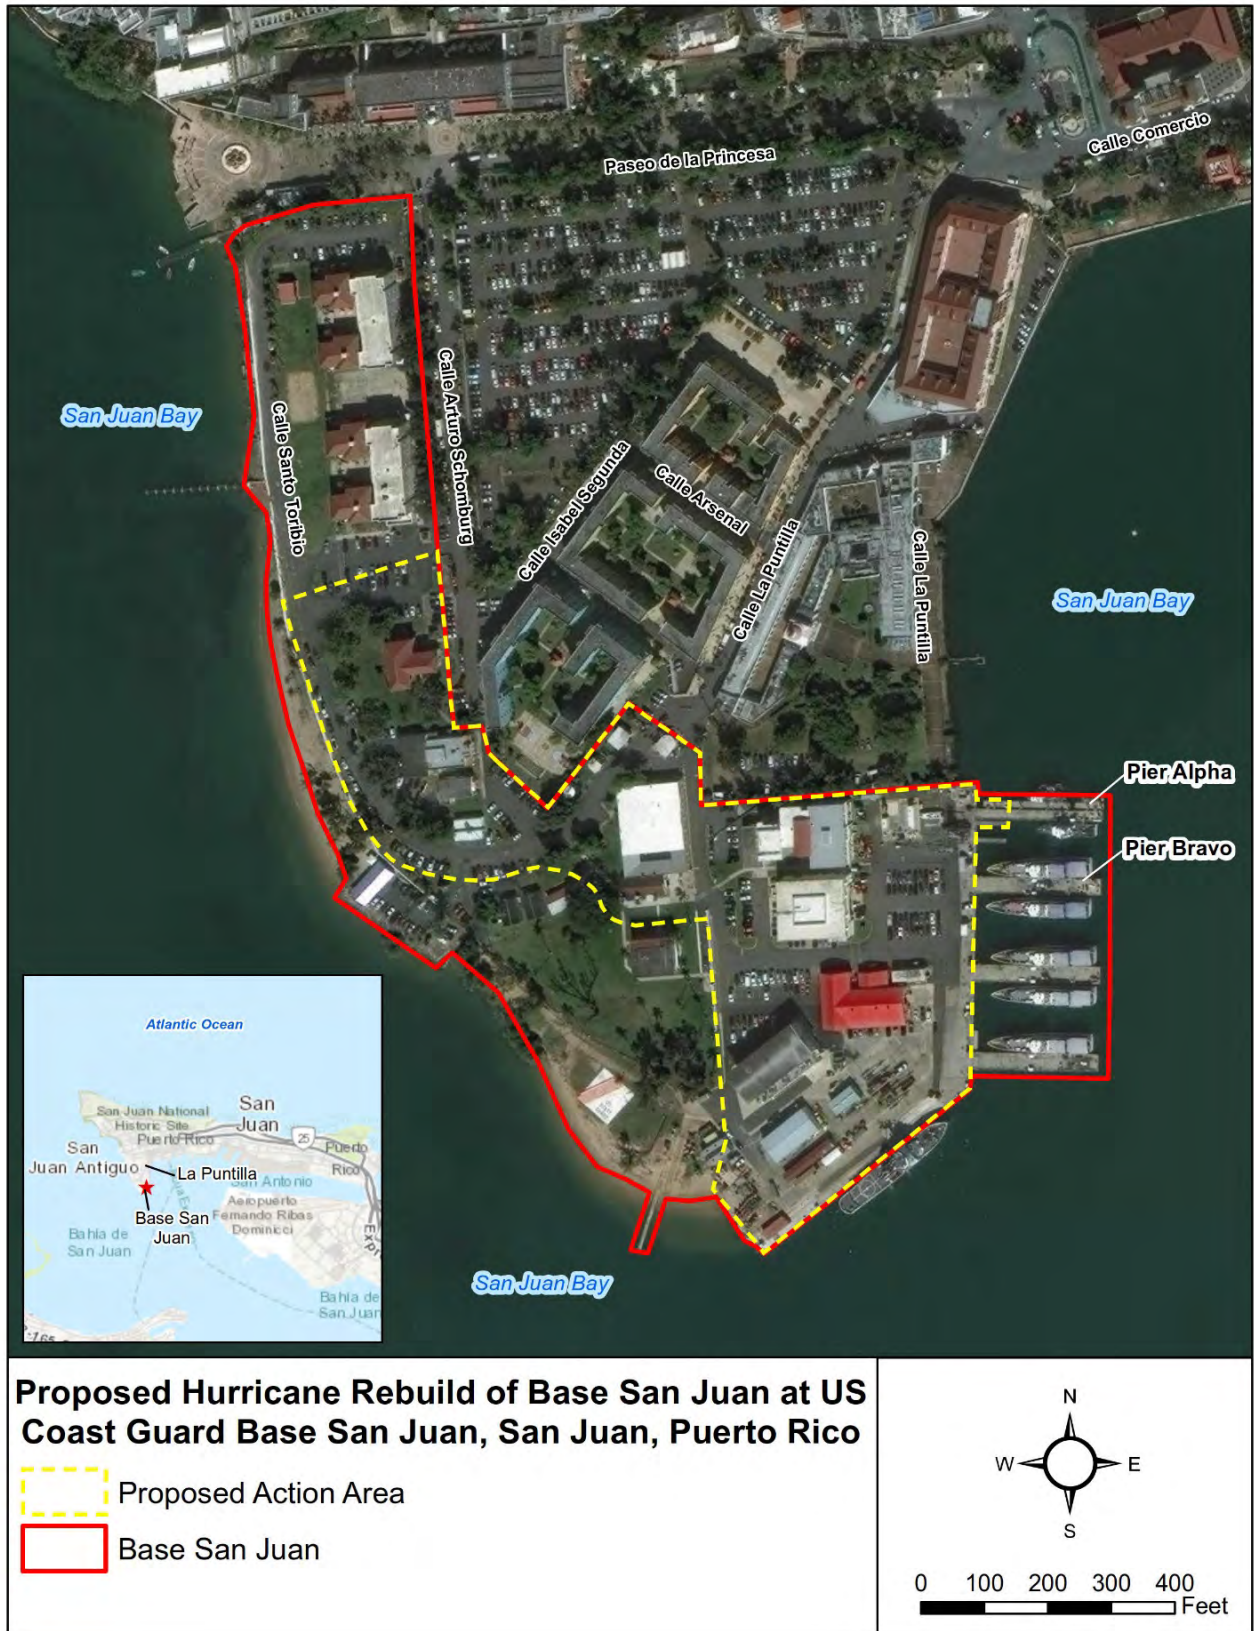 Paseo de la Princesa
Calle Comercio
San Juan Bay
Calle Santo Toribio
Calle Arturo Schomburg
Calle Isabel Segunda
Calle Arsenal
Calle La Puntilla
Calle La Puntilla
San Juan Bay
Pier Alpha
Pier Bravo
San Juan Bay
Atlantic Ocean
San Juan National
Historic Site
Puerto Rico
San
Juan
25
Puerto
Rico
San
Juan Antiguo
La Puntilla
San Antonio
Base San
Juan
Aeropuerto
Fernando Ribas
Dominicci
Bahía de
San Juan
Bahía de
San Juan
Proposed Hurricane Rebuild of Base San Juan at US
Coast Guard Base San Juan, San Juan, Puerto Rico
Proposed Action Area
Base San Juan
N
W
E
S
0 100 200 300 400
Feet